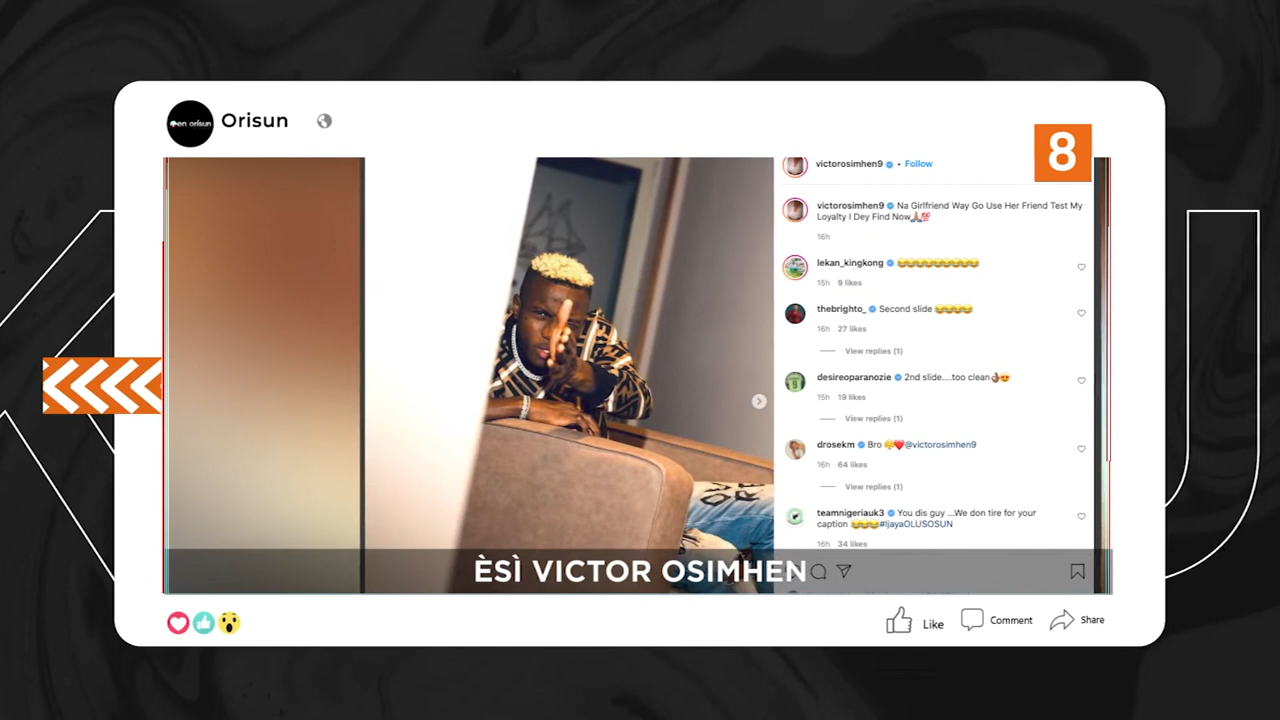 en orisun
Orisun
8
victorosimhen9 • Follow
victorosimhen9 Na Girlfriend Way Go Use Her Friend Test My
Loyalty I Dey Find Now🙏🏽💯
16h
lekan_kingkong 😂😂😂😂😂😂😂😂😂
15h 9 likes
thebrighto_ Second slide 😂😂😂😂
16h 27 likes
View replies (1)
desireoparanozie 2nd slide....too clean👌🏾😍
15h 19 likes
View replies (1)
drosekm Bro 😤❤️@victorosimhen9
16h 64 likes
View replies (1)
teamnigeriauk3 You dis guy ...We don tire for your
caption 😂😂😂#IjayaOLUSOSUN
16h 34 likes
ÈSÌ VICTOR OSIMHEN
Like Comment Share